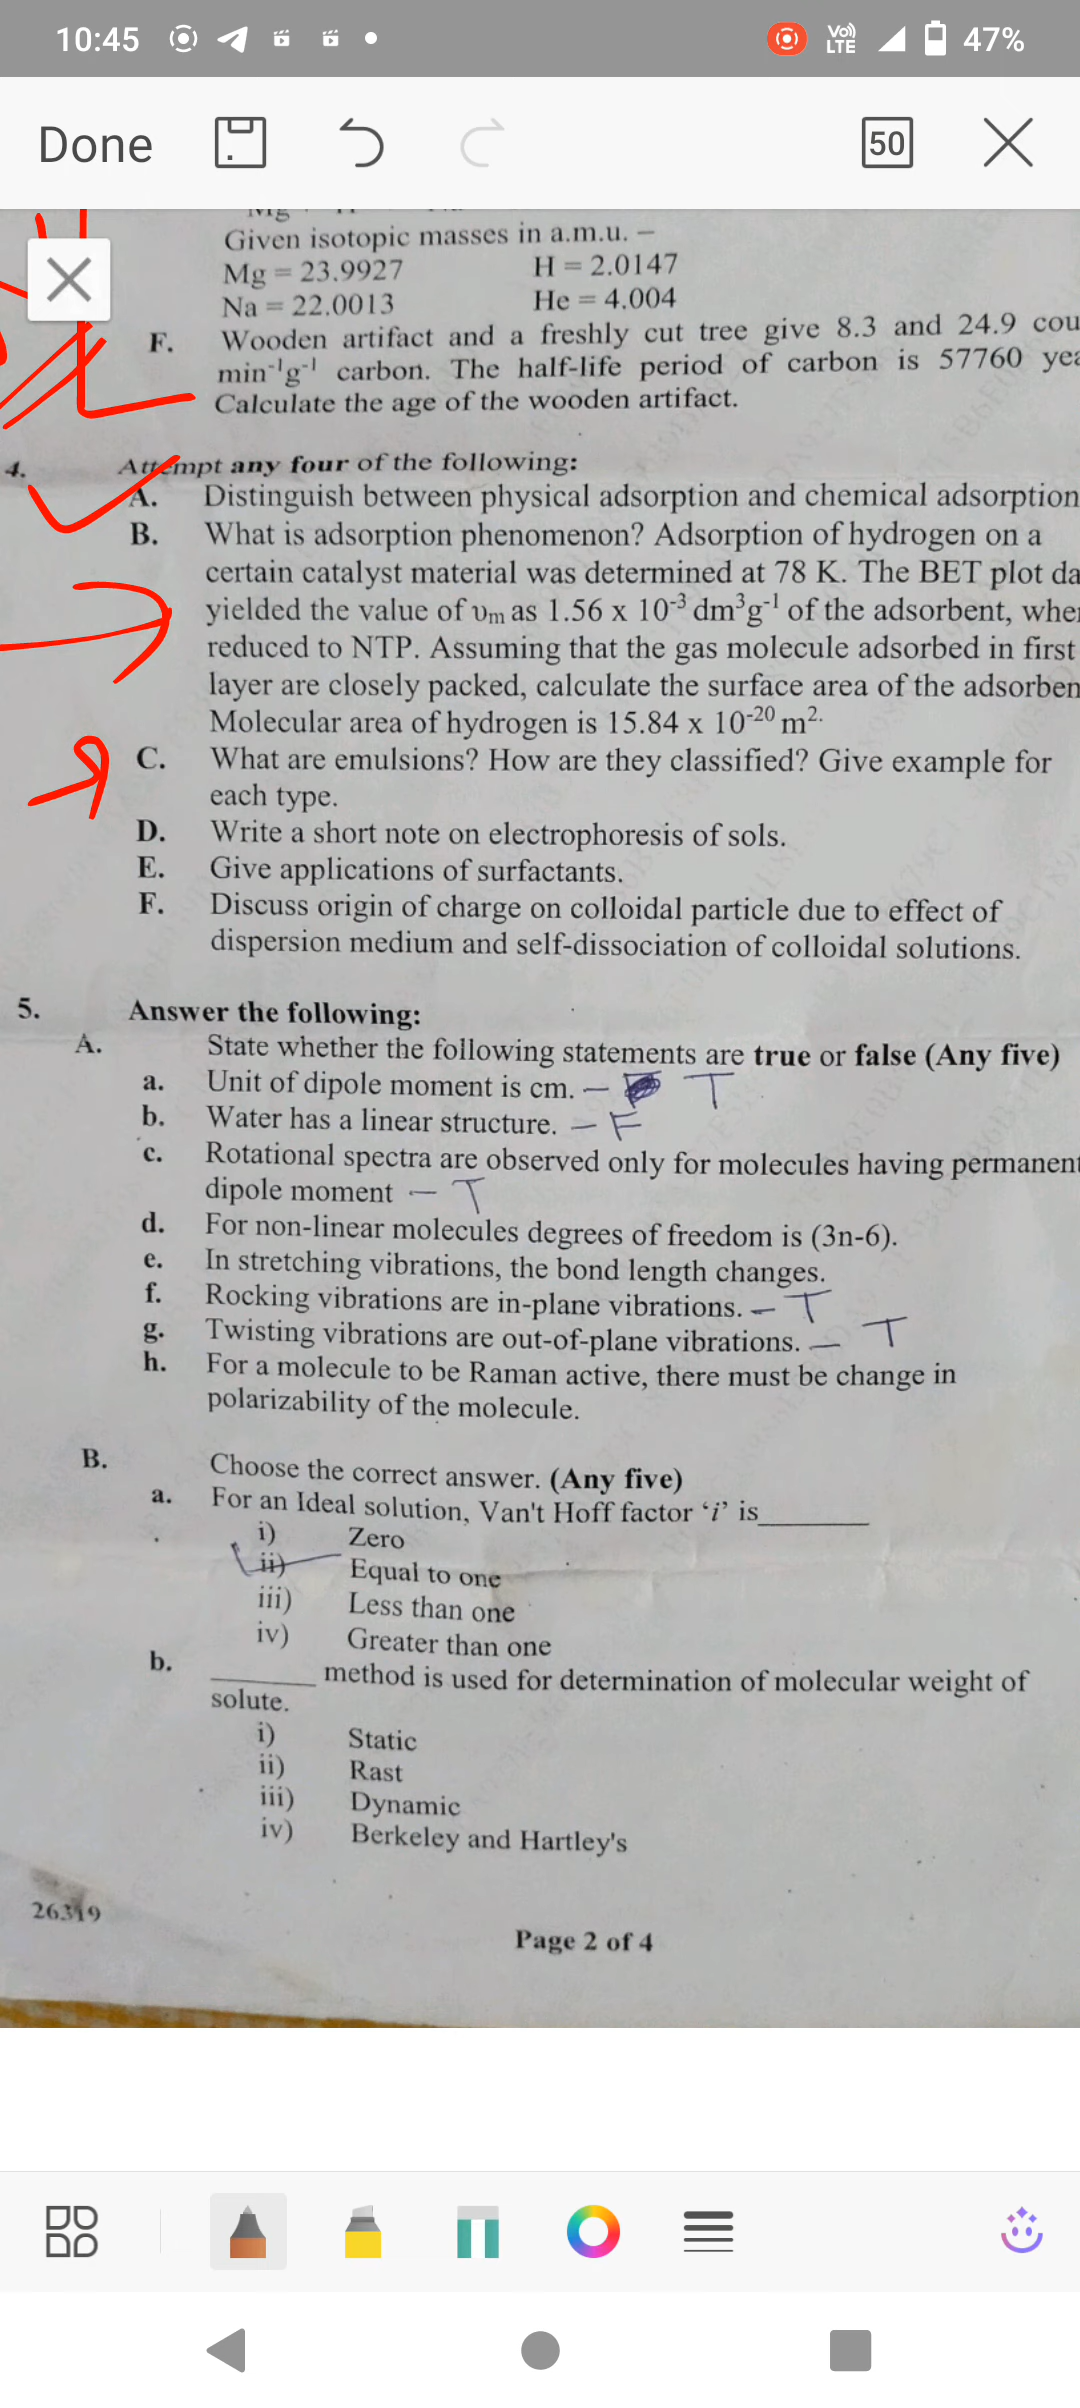 10:45 Vo)) LTE 47%
Done 50
Given isotopic masses in a.m.u. –
Mg = 23.9927 H = 2.0147
Na = 22.0013 He = 4.004
F. Wooden artifact and a freshly cut tree give 8.3 and 24.9 cou
min⁻¹g⁻¹ carbon. The half-life period of carbon is 57760 yea
Calculate the age of the wooden artifact.
4. Attempt any four of the following:
A. Distinguish between physical adsorption and chemical adsorption
B. What is adsorption phenomenon? Adsorption of hydrogen on a
certain catalyst material was determined at 78 K. The BET plot da
yielded the value of υm as 1.56 x 10⁻³ dm³g⁻¹ of the adsorbent, when
reduced to NTP. Assuming that the gas molecule adsorbed in first
layer are closely packed, calculate the surface area of the adsorben
Molecular area of hydrogen is 15.84 x 10⁻²⁰ m².
C. What are emulsions? How are they classified? Give example for
each type.
D. Write a short note on electrophoresis of sols.
E. Give applications of surfactants.
F. Discuss origin of charge on colloidal particle due to effect of
dispersion medium and self-dissociation of colloidal solutions.
5. Answer the following:
A. State whether the following statements are true or false (Any five)
a. Unit of dipole moment is cm. – T
b. Water has a linear structure. – F
c. Rotational spectra are observed only for molecules having permanent
dipole moment – T
d. For non-linear molecules degrees of freedom is (3n-6).
e. In stretching vibrations, the bond length changes.
f. Rocking vibrations are in-plane vibrations. – T
g. Twisting vibrations are out-of-plane vibrations. – T
h. For a molecule to be Raman active, there must be change in
polarizability of the molecule.
B. Choose the correct answer. (Any five)
a. For an Ideal solution, Van't Hoff factor ‘i’ is________
i) Zero
ii) Equal to one
iii) Less than one
iv) Greater than one
b. ________ method is used for determination of molecular weight of
solute.
i) Static
ii) Rast
iii) Dynamic
iv) Berkeley and Hartley's
26319
Page 2 of 4